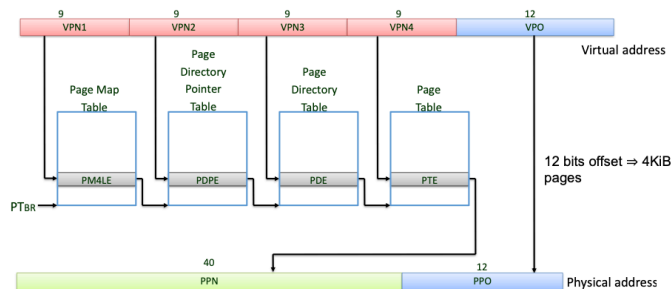 9 9 9 9 12
VPN1 VPN2 VPN3 VPN4 VPO
Virtual address
Page Map
Table
Page
Directory
Pointer
Table
Page
Directory
Table
Page
Table
PM4LE PDPE PDE PTE
12 bits offset ⇒ 4KiB
pages
PTBR
40 12
PPN PPO
Physical address